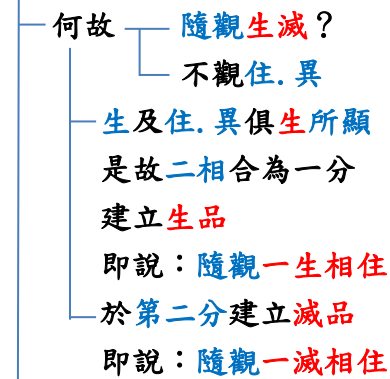 何故 隨觀生滅？
不觀住.異
生及住.異俱生所顯
是故二相合為一分
建立生品
即說：隨觀一生相住
於第二分建立滅品
即說：隨觀一滅相住